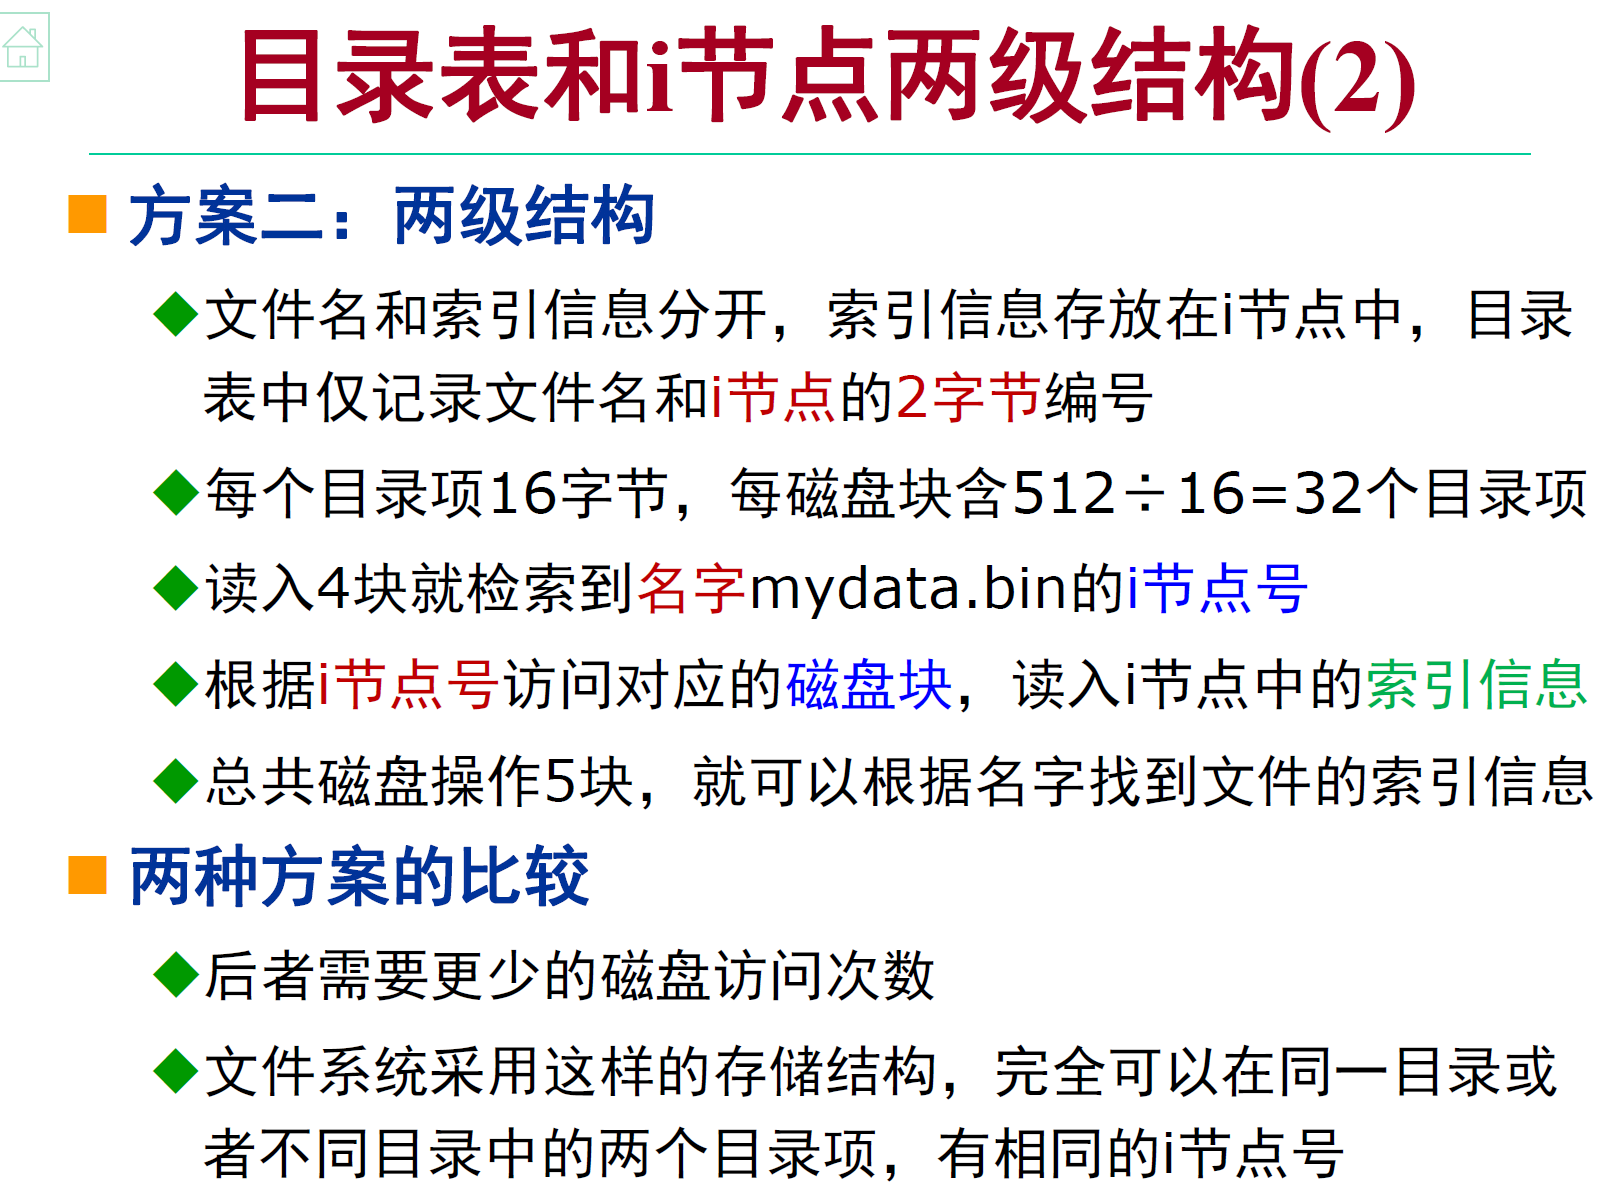 目录表和i节点两级结构(2)
方案二：两级结构
文件名和索引信息分开，索引信息存放在i节点中，目录
表中仅记录文件名和i节点的2字节编号
每个目录项16字节，每磁盘块含512÷16=32个目录项
读入4块就检索到名字mydata.bin的i节点号
根据i节点号访问对应的磁盘块，读入i节点中的索引信息
总共磁盘操作5块，就可以根据名字找到文件的索引信息
两种方案的比较
后者需要更少的磁盘访问次数
文件系统采用这样的存储结构，完全可以在同一目录或
者不同目录中的两个目录项，有相同的i节点号